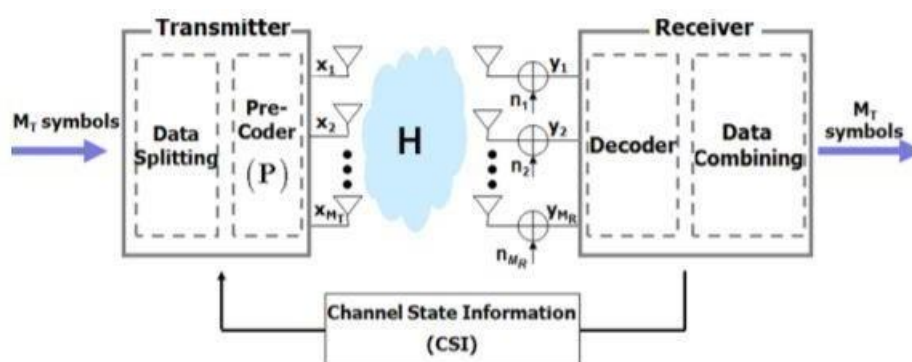 Transmitter
Receiver
M_T symbols
Data
Splitting
Pre-
Coder
(P)
x_1
x_2
x_{M_T}
H
n_1
n_2
n_{M_R}
y_1
y_2
y_{M_R}
Decoder
Data
Combining
M_T
symbols
Channel State Information
(CSI)